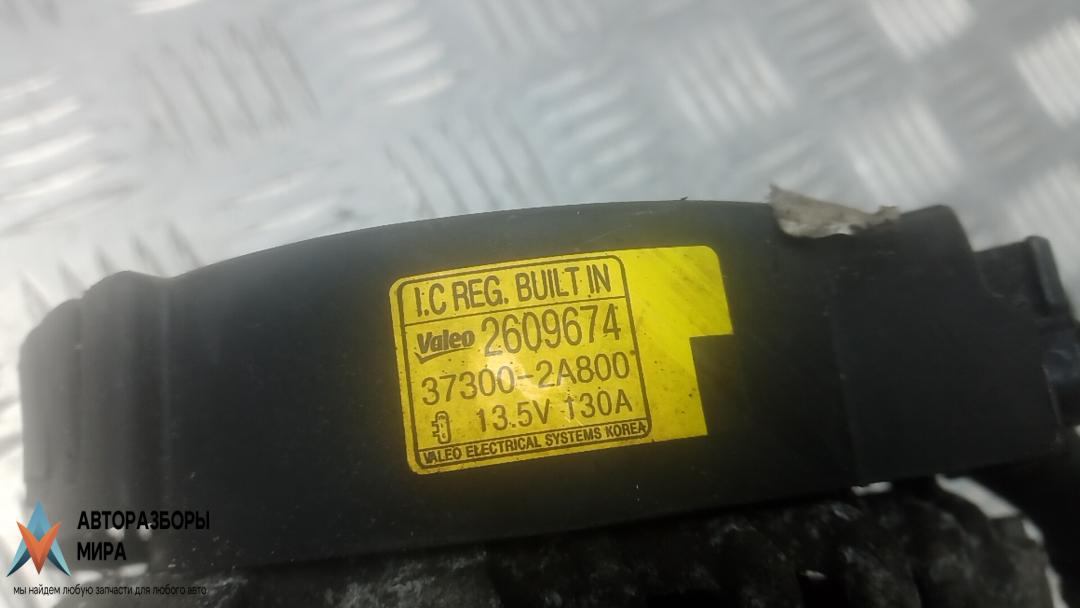 I.C REG. BUILT IN
Valeo 2609674
37300-2A800
13.5V 130A
VALEO ELECTRICAL SYSTEMS KOREA
АВТОРАЗБОРЫ
МИРА
мы найдем любую запчасти для любого авто